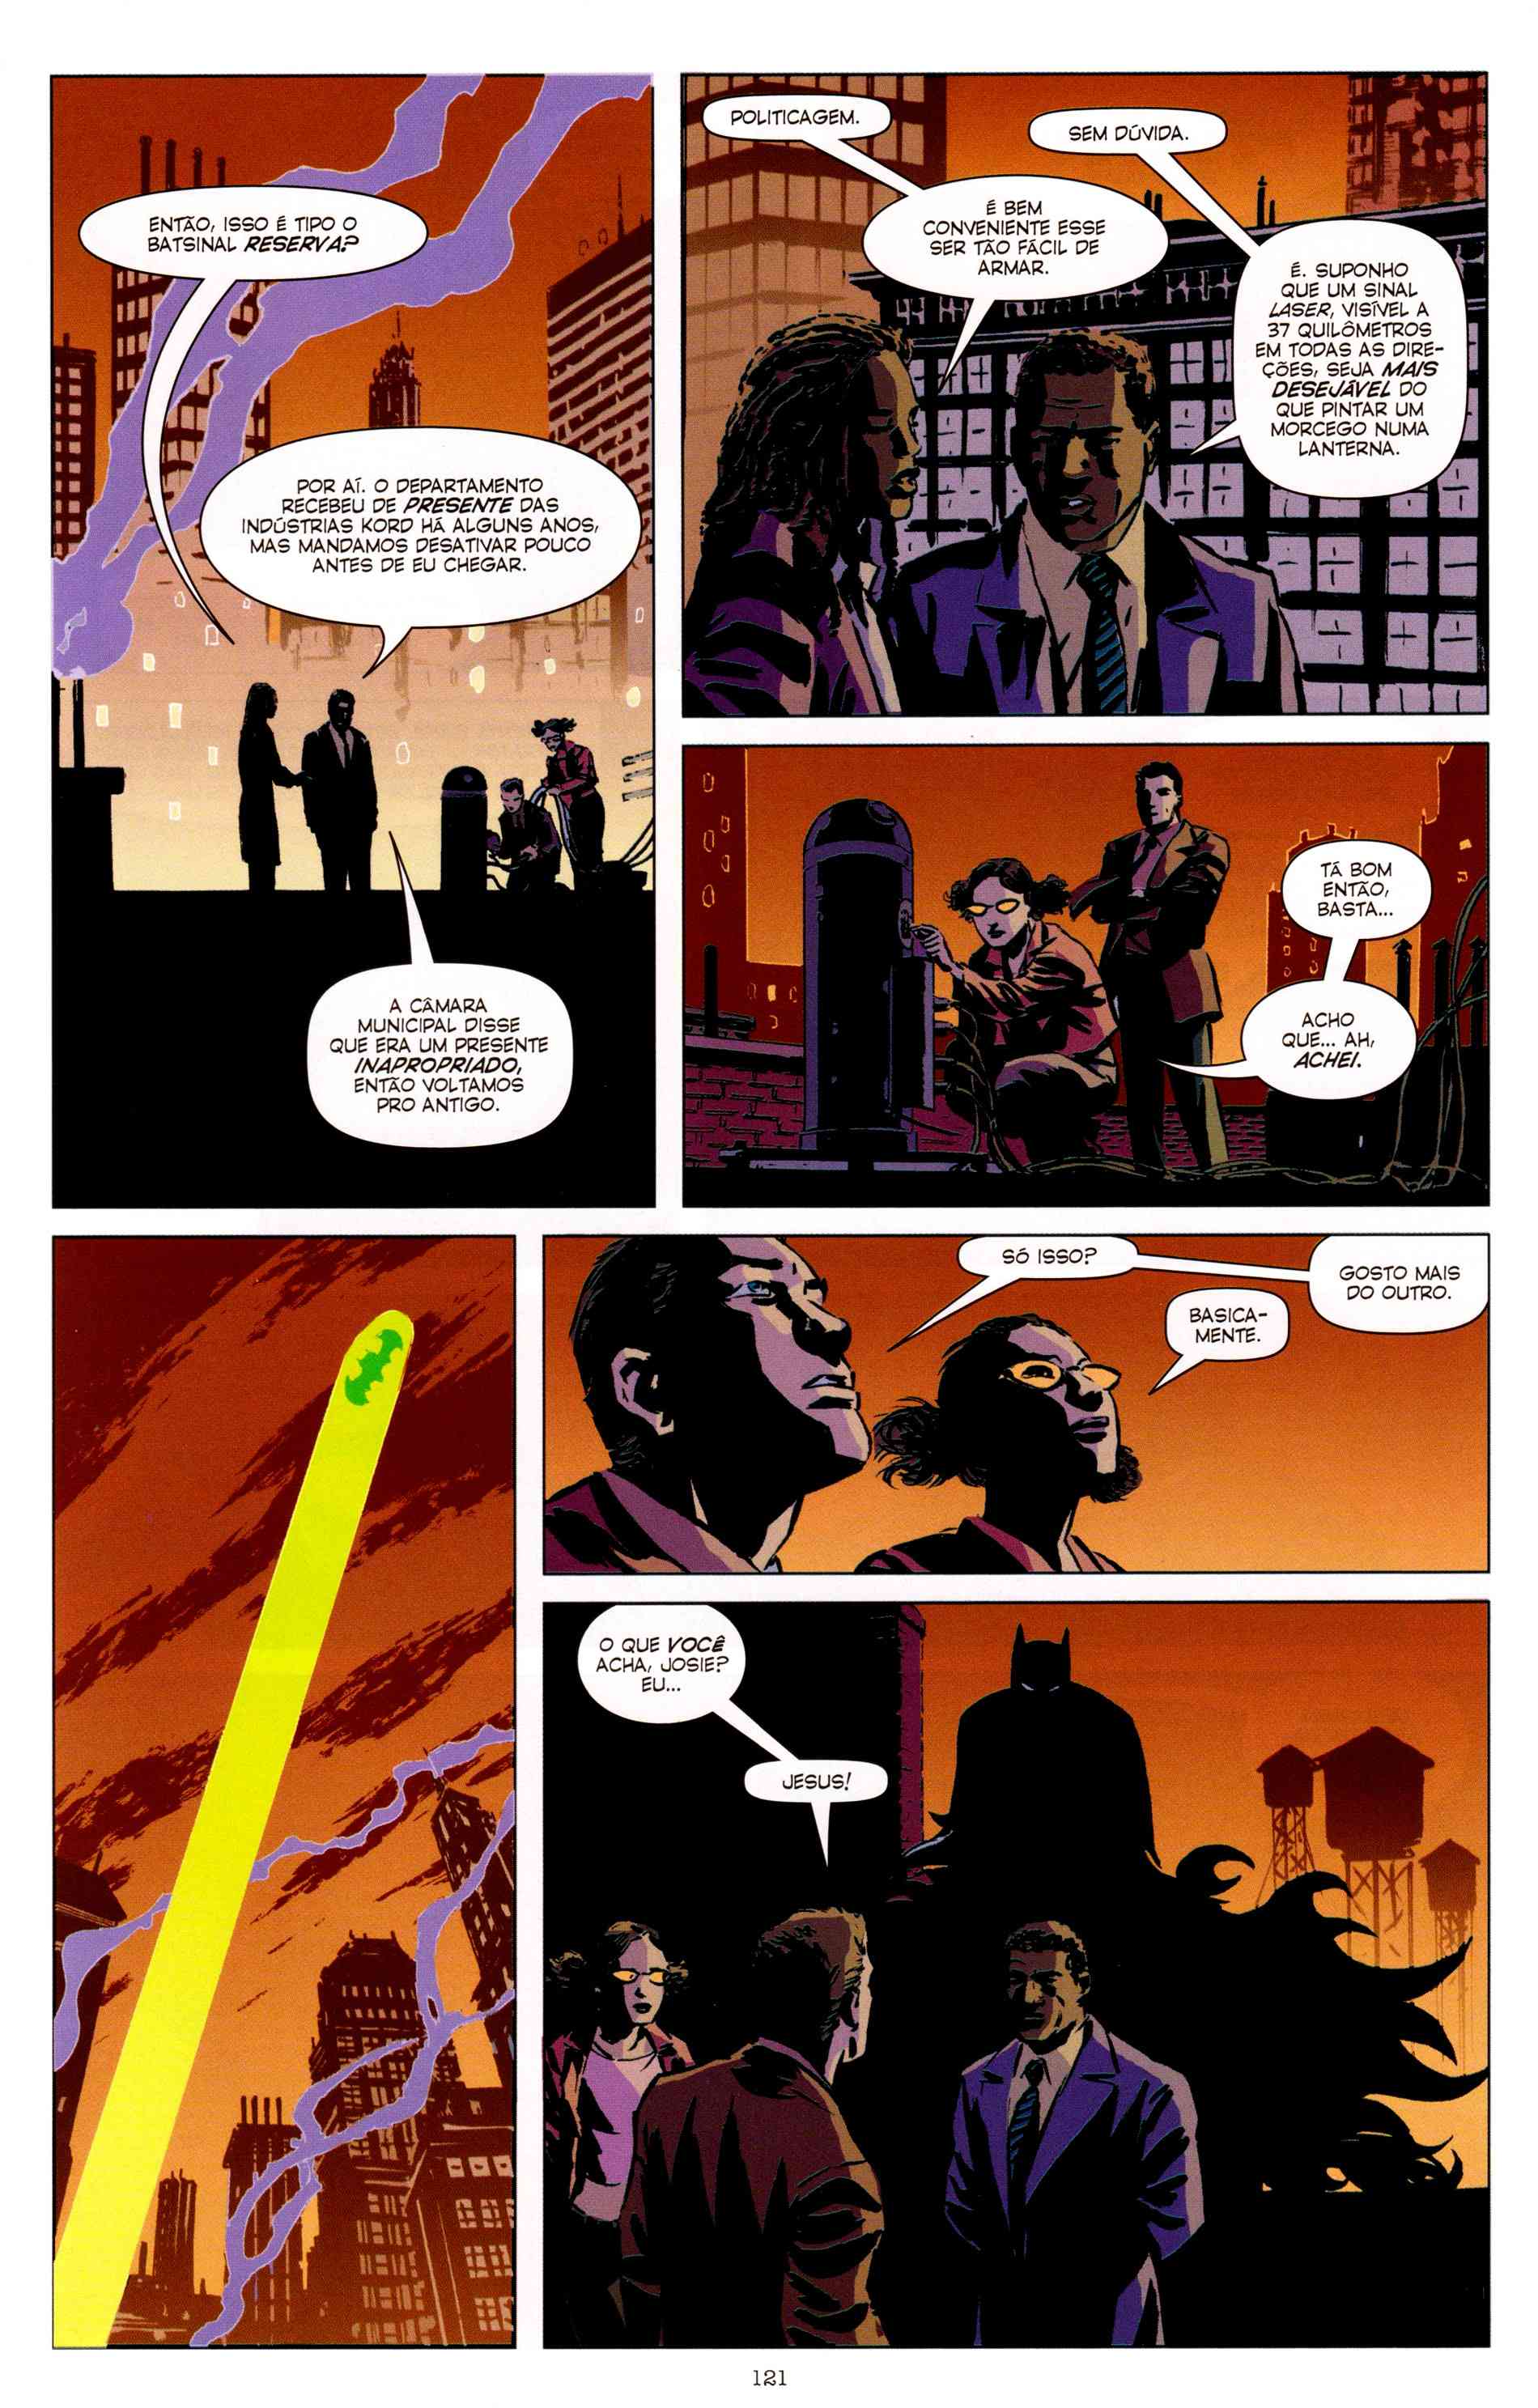 ENTÃO, ISSO É TIPO O
BATSINAL RESERVA?
POR AÍ. O DEPARTAMENTO
RECEBEU DE PRESENTE DAS
INDÚSTRIAS KORD HÁ ALGUNS ANOS,
MAS MANDAMOS DESATIVAR POUCO
ANTES DE EU CHEGAR.
A CÂMARA
MUNICIPAL DISSE
QUE ERA UM PRESENTE
INAPROPRIADO,
ENTÃO VOLTAMOS
PRO ANTIGO.
POLITICAGEM.
É BEM
CONVENIENTE ESSE
SER TÃO FÁCIL DE
ARMAR.
SEM DÚVIDA.
É. SUPONHO
QUE UM SINAL
LASER, VISÍVEL A
37 QUILÔMETROS
EM TODAS AS DIRE-
ÇÕES, SEJA MAIS
DESEJÁVEL DO
QUE PINTAR UM
MORCEGO NUMA
LANTERNA.
TÁ BOM
ENTÃO,
BASTA...
ACHO
QUE... AH,
ACHEI.
SÓ ISSO?
BASICA-
MENTE.
GOSTO MAIS
DO OUTRO.
O QUE VOCÊ
ACHA, JOSIE?
EU...
JESUS!
121